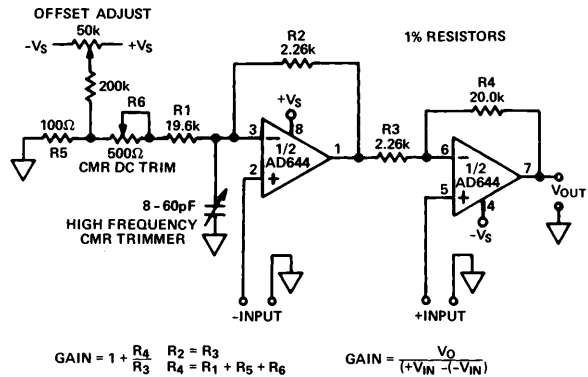 OFFSET ADJUST
50k
–VS +VS
200k
R6
R1
19.6k
100Ω
R5
500Ω
CMR DC TRIM
8 – 60pF
HIGH FREQUENCY
CMR TRIMMER
R2
2.26k
+VS
8
3
–
1/2
AD644
2
+
1
–INPUT
1% RESISTORS
R4
20.0k
R3
2.26k
6
–
1/2
AD644
5
+
7
4
–VS
VOUT
+INPUT
GAIN = 1 + R4/R3 R2 = R3
R4 = R1 + R5 + R6
GAIN = VO/(+VIN –(–VIN)